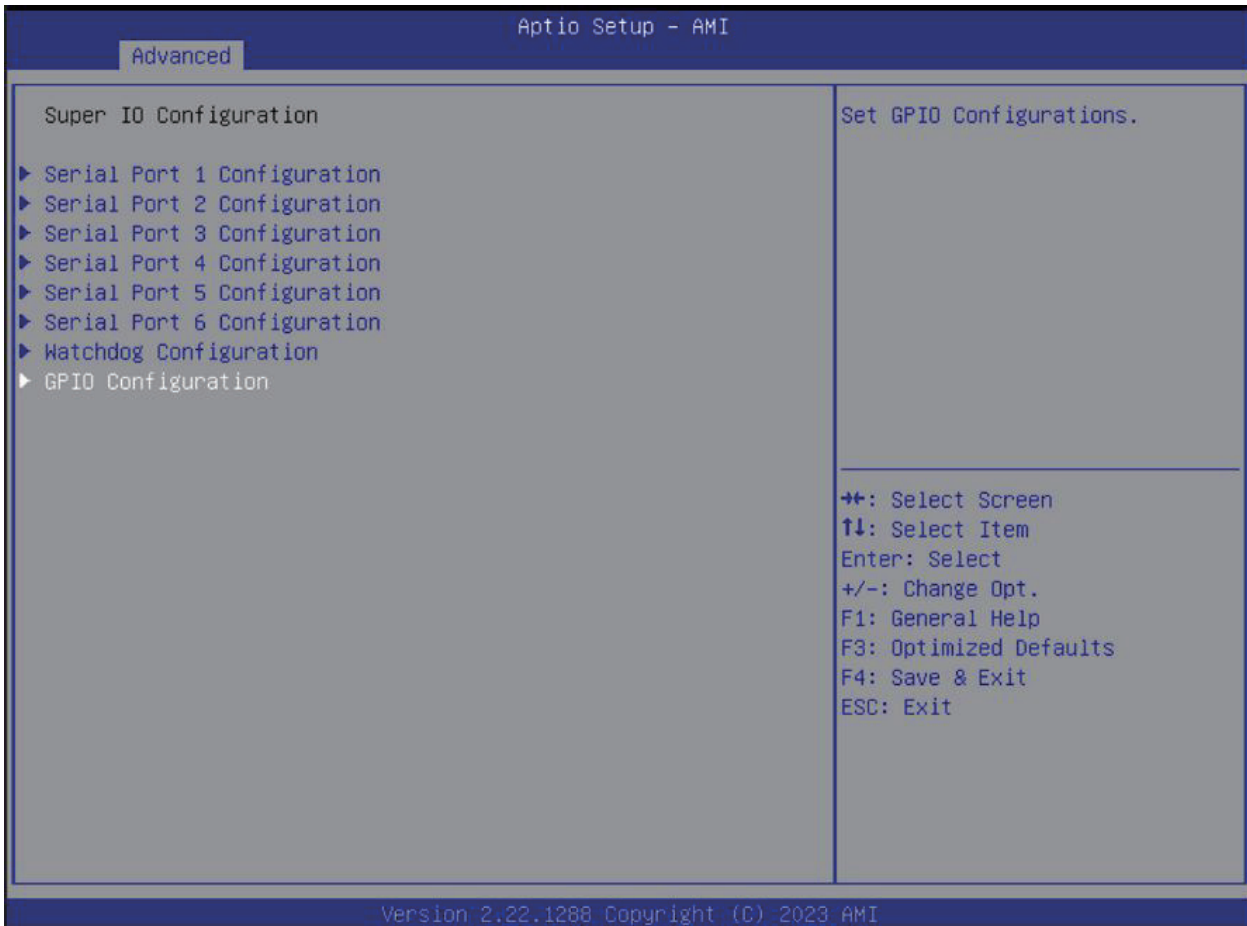 Aptio Setup - AMI
Advanced
Super IO Configuration
Serial Port 1 Configuration
Serial Port 2 Configuration
Serial Port 3 Configuration
Serial Port 4 Configuration
Serial Port 5 Configuration
Serial Port 6 Configuration
Watchdog Configuration
GPIO Configuration
Set GPIO Configurations.
→←: Select Screen
↑↓: Select Item
Enter: Select
+/-: Change Opt.
F1: General Help
F3: Optimized Defaults
F4: Save & Exit
ESC: Exit
Version 2.22.1288 Copyright (C) 2023 AMI